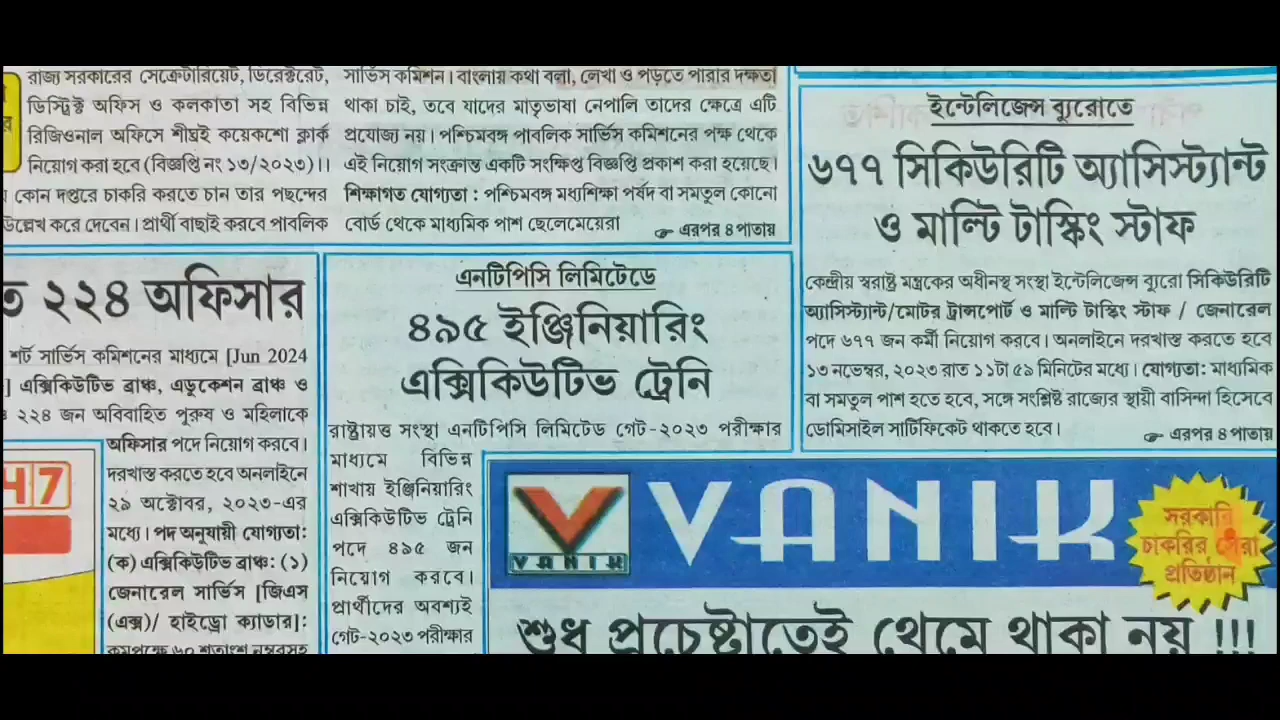 রাজ্য সরকারের সেক্রেটারিয়েট, ডিরেক্টরেট,
ডিস্ট্রিক্ট অফিস ও কলকাতা সহ বিভিন্ন
রিজিওনাল অফিসে শীঘ্রই কয়েকশো ক্লার্ক
নিয়োগ করা হবে (বিজ্ঞপ্তি নং ১৩/২০২৩)।।
কোন দপ্তরে চাকরি করতে চান তার পছন্দের
উল্লেখ করে দেবেন। প্রার্থী বাছাই করবে পাবলিক
সার্ভিস কমিশন। বাংলায় কথা বলা, লেখা ও পড়তে পারার দক্ষতা
থাকা চাই, তবে যাদের মাতৃভাষা নেপালি তাদের ক্ষেত্রে এটি
প্রযোজ্য নয়। পশ্চিমবঙ্গ পাবলিক সার্ভিস কমিশনের পক্ষ থেকে
এই নিয়োগ সংক্রান্ত একটি সংক্ষিপ্ত বিজ্ঞপ্তি প্রকাশ করা হয়েছে।
শিক্ষাগত যোগ্যতা : পশ্চিমবঙ্গ মধ্যশিক্ষা পর্ষদ বা সমতুল কোনো
বোর্ড থেকে মাধ্যমিক পাশ ছেলেমেয়েরা
☞ এরপর ৪ পাতায়
ইন্টেলিজেন্স ব্যুরোতে
৬৭৭ সিকিউরিটি অ্যাসিস্ট্যান্ট
ও মাল্টি টাস্কিং স্টাফ
কেন্দ্রীয় স্বরাষ্ট্র মন্ত্রকের অধীনস্থ সংস্থা ইন্টেলিজেন্স ব্যুরো সিকিউরিটি
অ্যাসিস্ট্যান্ট/মোটর ট্রান্সপোর্ট ও মাল্টি টাস্কিং স্টাফ / জেনারেল
পদে ৬৭৭ জন কর্মী নিয়োগ করবে। অনলাইনে দরখাস্ত করতে হবে
১৩ নভেম্বর, ২০২৩ রাত ১১টা ৫৯ মিনিটের মধ্যে। যোগ্যতা: মাধ্যমিক
বা সমতুল পাশ হতে হবে, সঙ্গে সংশ্লিষ্ট রাজ্যের স্থায়ী বাসিন্দা হিসেবে
ডোমিসাইল সার্টিফিকেট থাকতে হবে।
☞ এরপর ৪ পাতায়
ত ২২৪ অফিসার
শর্ট সার্ভিস কমিশনের মাধ্যমে [Jun 2024
] এক্সিকিউটিভ ব্রাঞ্চ, এডুকেশন ব্রাঞ্চ ও
২২৪ জন অবিবাহিত পুরুষ ও মহিলাকে
অফিসার পদে নিয়োগ করবে।
দরখাস্ত করতে হবে অনলাইনে
২৯ অক্টোবর, ২০২৩-এর
মধ্যে। পদ অনুযায়ী যোগ্যতা:
(ক) এক্সিকিউটিভ ব্রাঞ্চ: (১)
জেনারেল সার্ভিস [জিএস
(এক্স)/ হাইড্রো ক্যাডার]:
কমপক্ষে ৬০ শতাংশ নম্বরসহ
47
এনটিপিসি লিমিটেডে
৪৯৫ ইঞ্জিনিয়ারিং
এক্সিকিউটিভ ট্রেনি
রাষ্ট্রায়ত্ত সংস্থা এনটিপিসি লিমিটেড গেট-২০২৩ পরীক্ষার
মাধ্যমে বিভিন্ন
শাখায় ইঞ্জিনিয়ারিং
এক্সিকিউটিভ ট্রেনি
পদে ৪৯৫ জন
নিয়োগ করবে।
প্রার্থীদের অবশ্যই
গেট-২০২৩ পরীক্ষার
VANIK
VANIK
সরকারি
চাকরির সেরা
প্রতিষ্ঠান
শুধু প্রচেষ্টাতেই থেমে থাকা নয় !!!